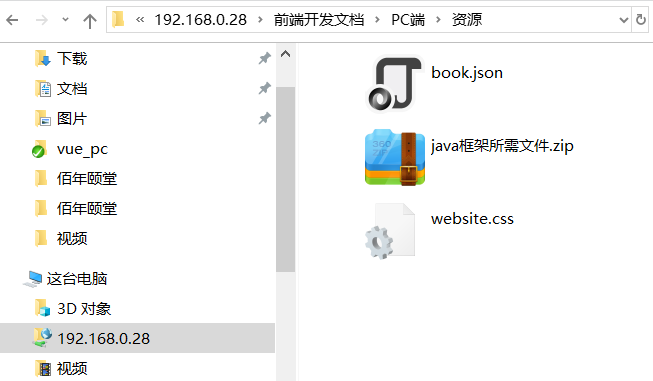 « 192.168.0.28 > 前端开发文档 > PC端 > 资源
下载
文档
图片
vue_pc
佰年颐堂
佰年颐堂
视频
这台电脑
3D 对象
192.168.0.28
视频
book.json
360
ZIP
java框架所需文件.zip
website.css